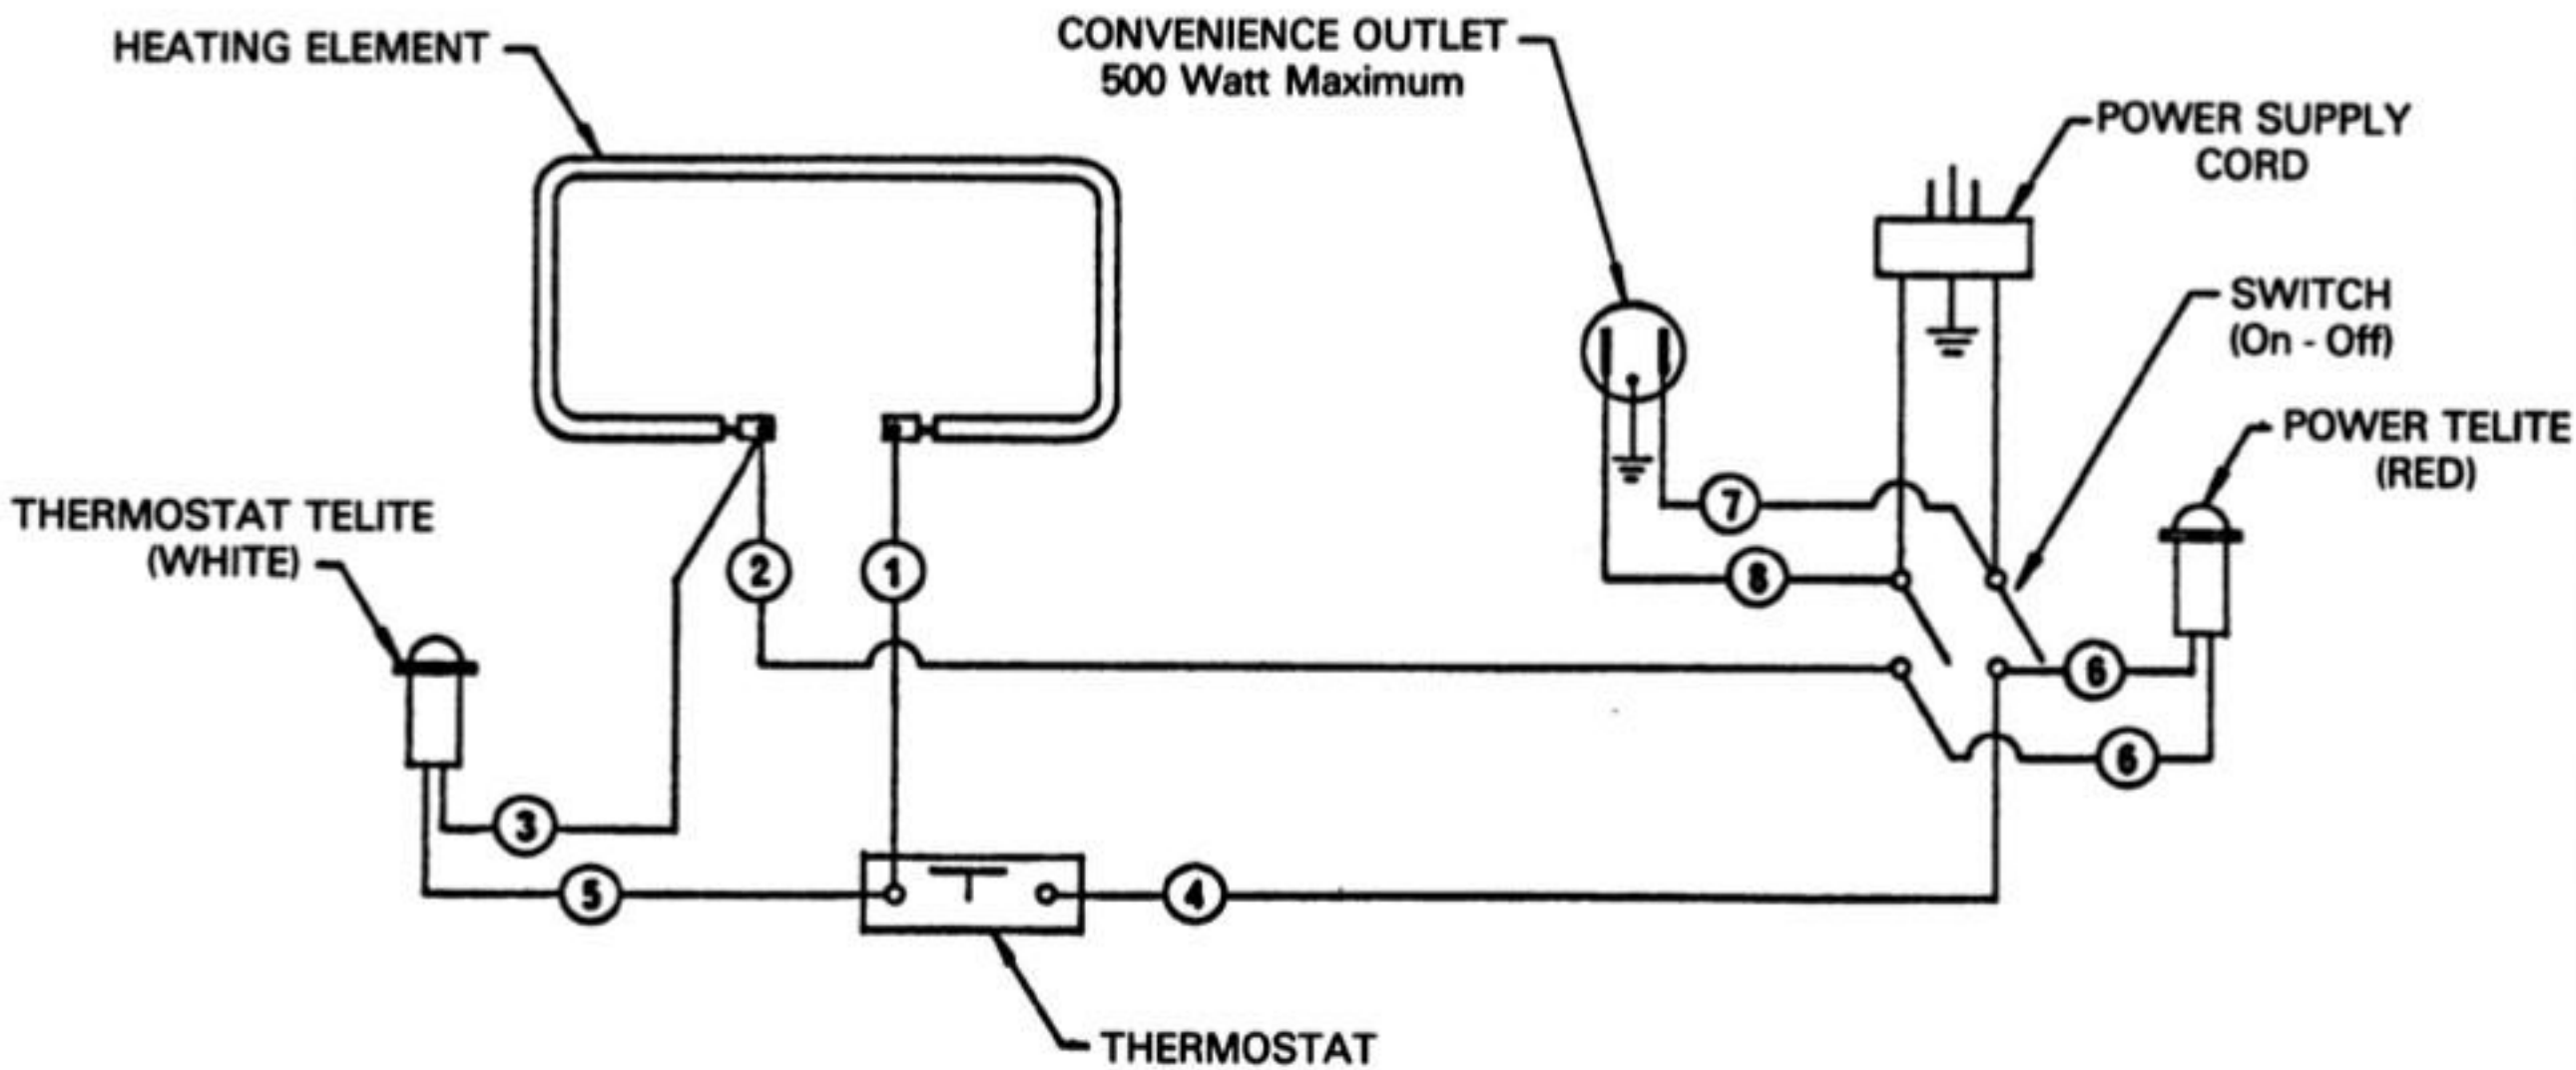 HEATING ELEMENT
CONVENIENCE OUTLET
500 Watt Maximum
POWER SUPPLY
CORD
SWITCH
(On - Off)
POWER TELITE
(RED)
THERMOSTAT TELITE
(WHITE)
7
2
1
8
6
6
3
5
4
THERMOSTAT